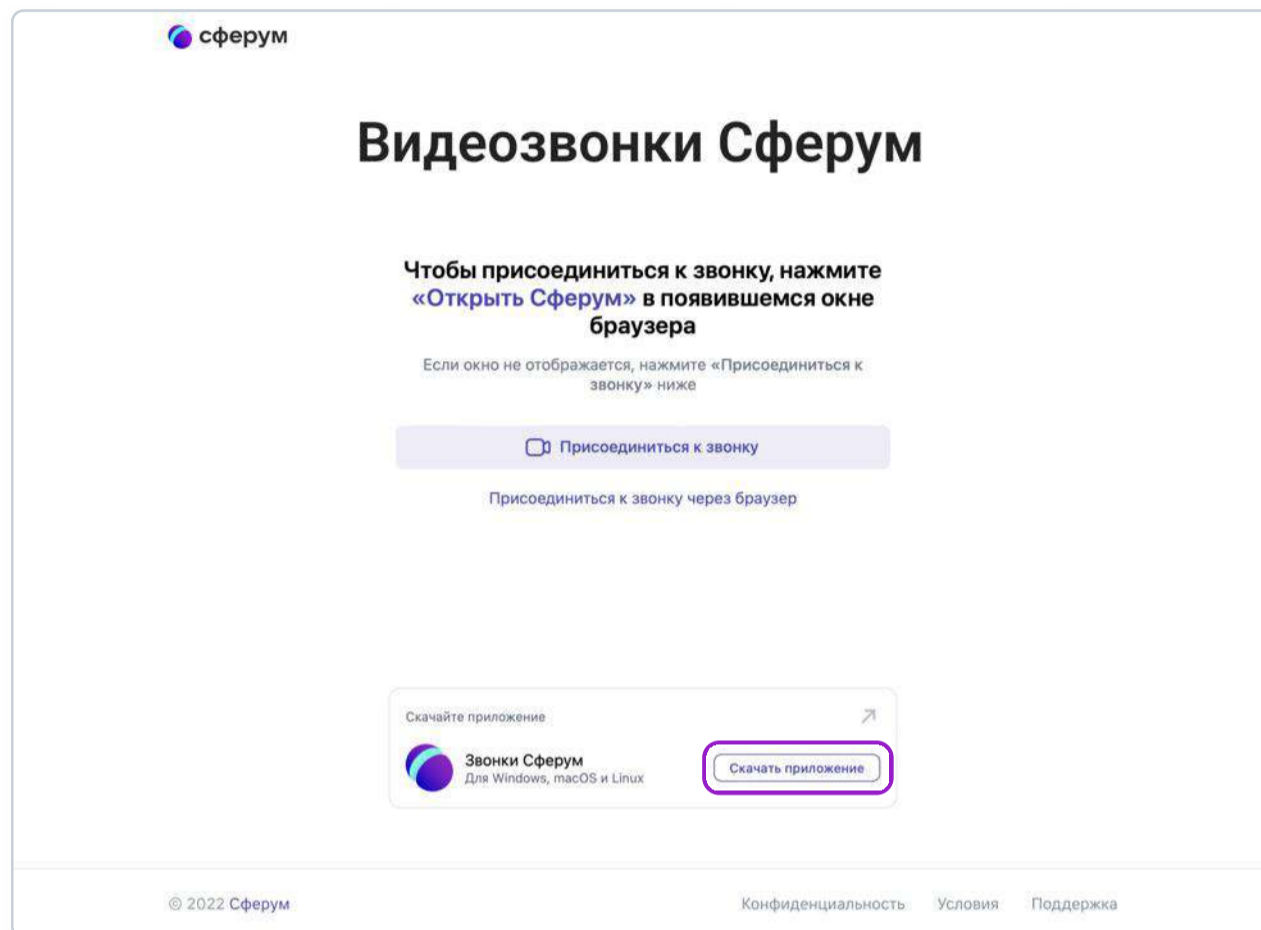 сферум
Видеозвонки Сферум
Чтобы присоединиться к звонку, нажмите
«Открыть Сферум» в появившемся окне
браузера
Если окно не отображается, нажмите «Присоединиться к
звонку» ниже
Присоединиться к звонку
Присоединиться к звонку через браузер
Скачайте приложение
Звонки Сферум
Для Windows, macOS и Linux
Скачать приложение
© 2022 Сферум
Конфиденциальность Условия Поддержка